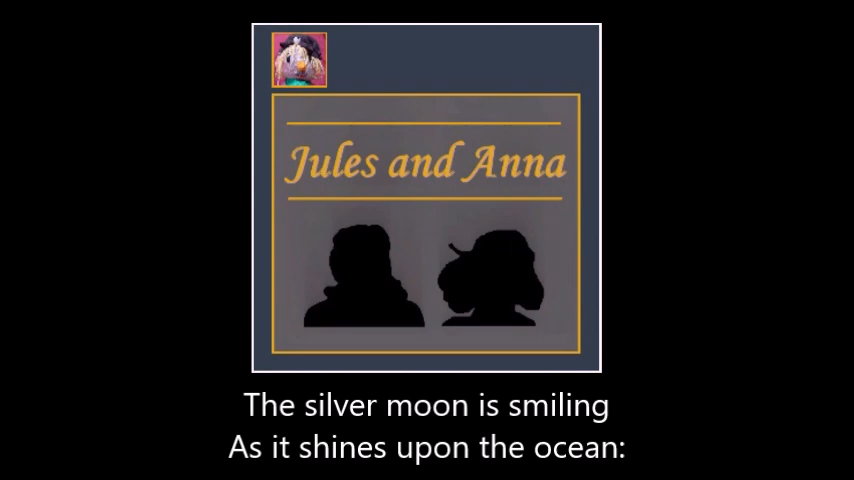 Jules and Anna
The silver moon is smiling
As it shines upon the ocean: